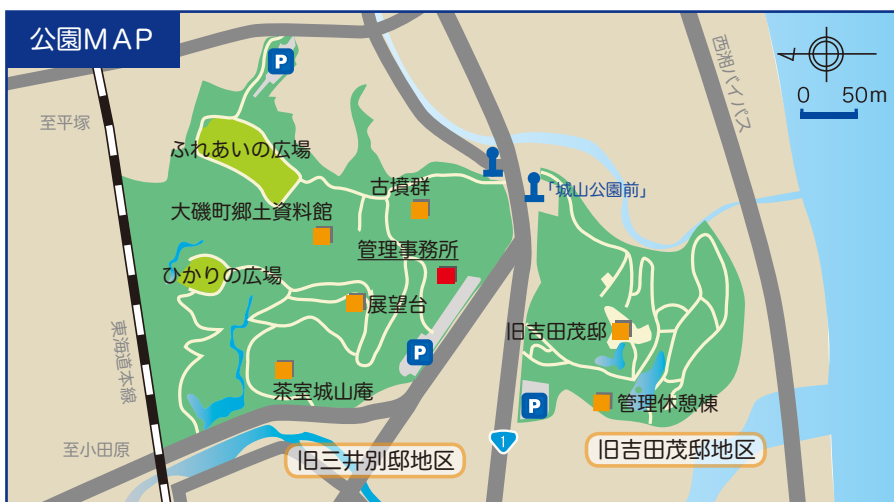 公園MAP
P
西湘バイパス
0 50m
至平塚
ふれあいの広場
古墳群
「城山公園前」
大磯町郷土資料館
管理事務所
ひかりの広場
展望台
旧吉田茂邸
東海道本線
P
茶室城山庵
P
管理休憩棟
至小田原
旧三井別邸地区
1
旧吉田茂邸地区